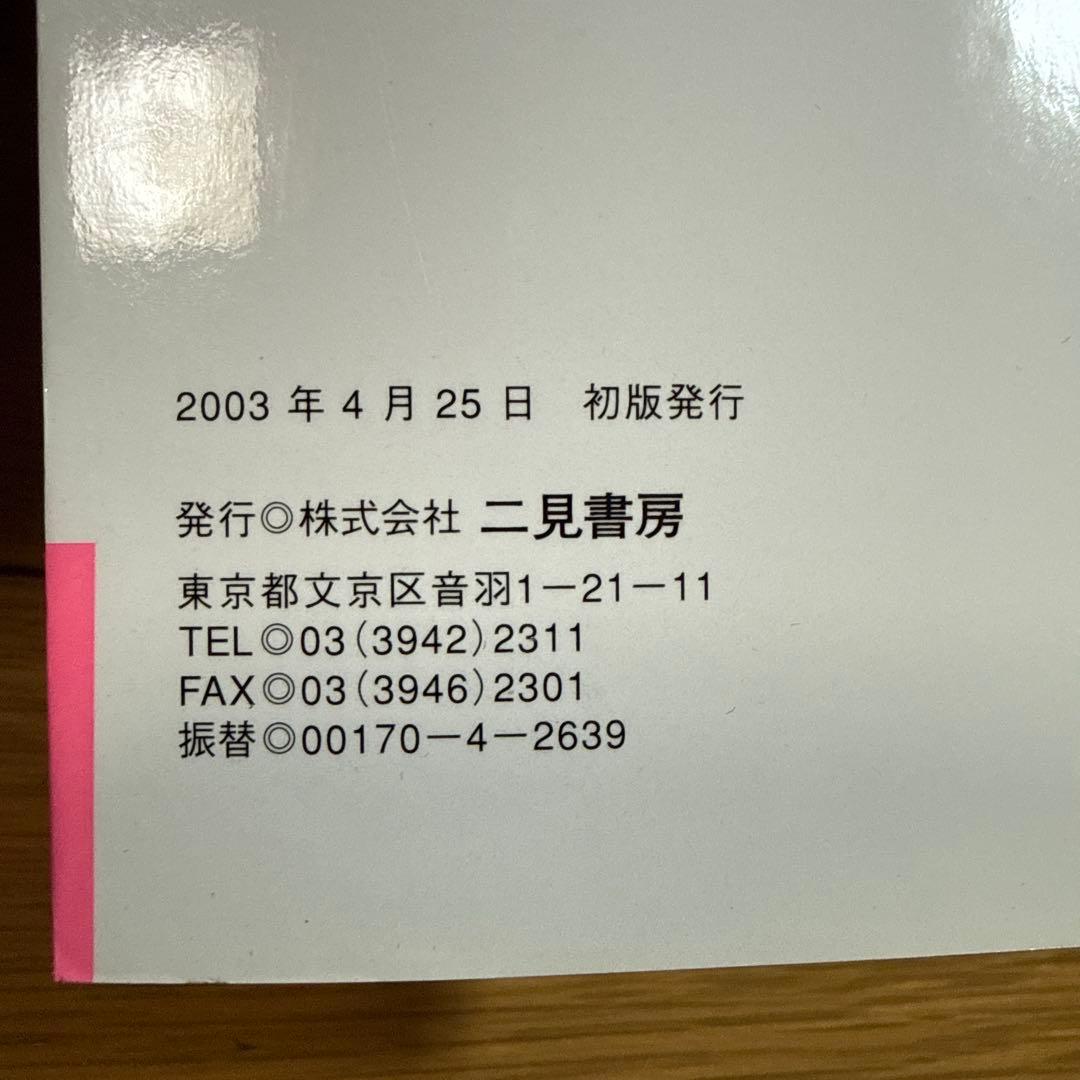 2003 年 4 月 25 日　初版発行
発行◎株式会社 二見書房
東京都文京区音羽1－21－11
TEL◎03(3942)2311
FAX◎03(3946)2301
振替◎00170－4－2639